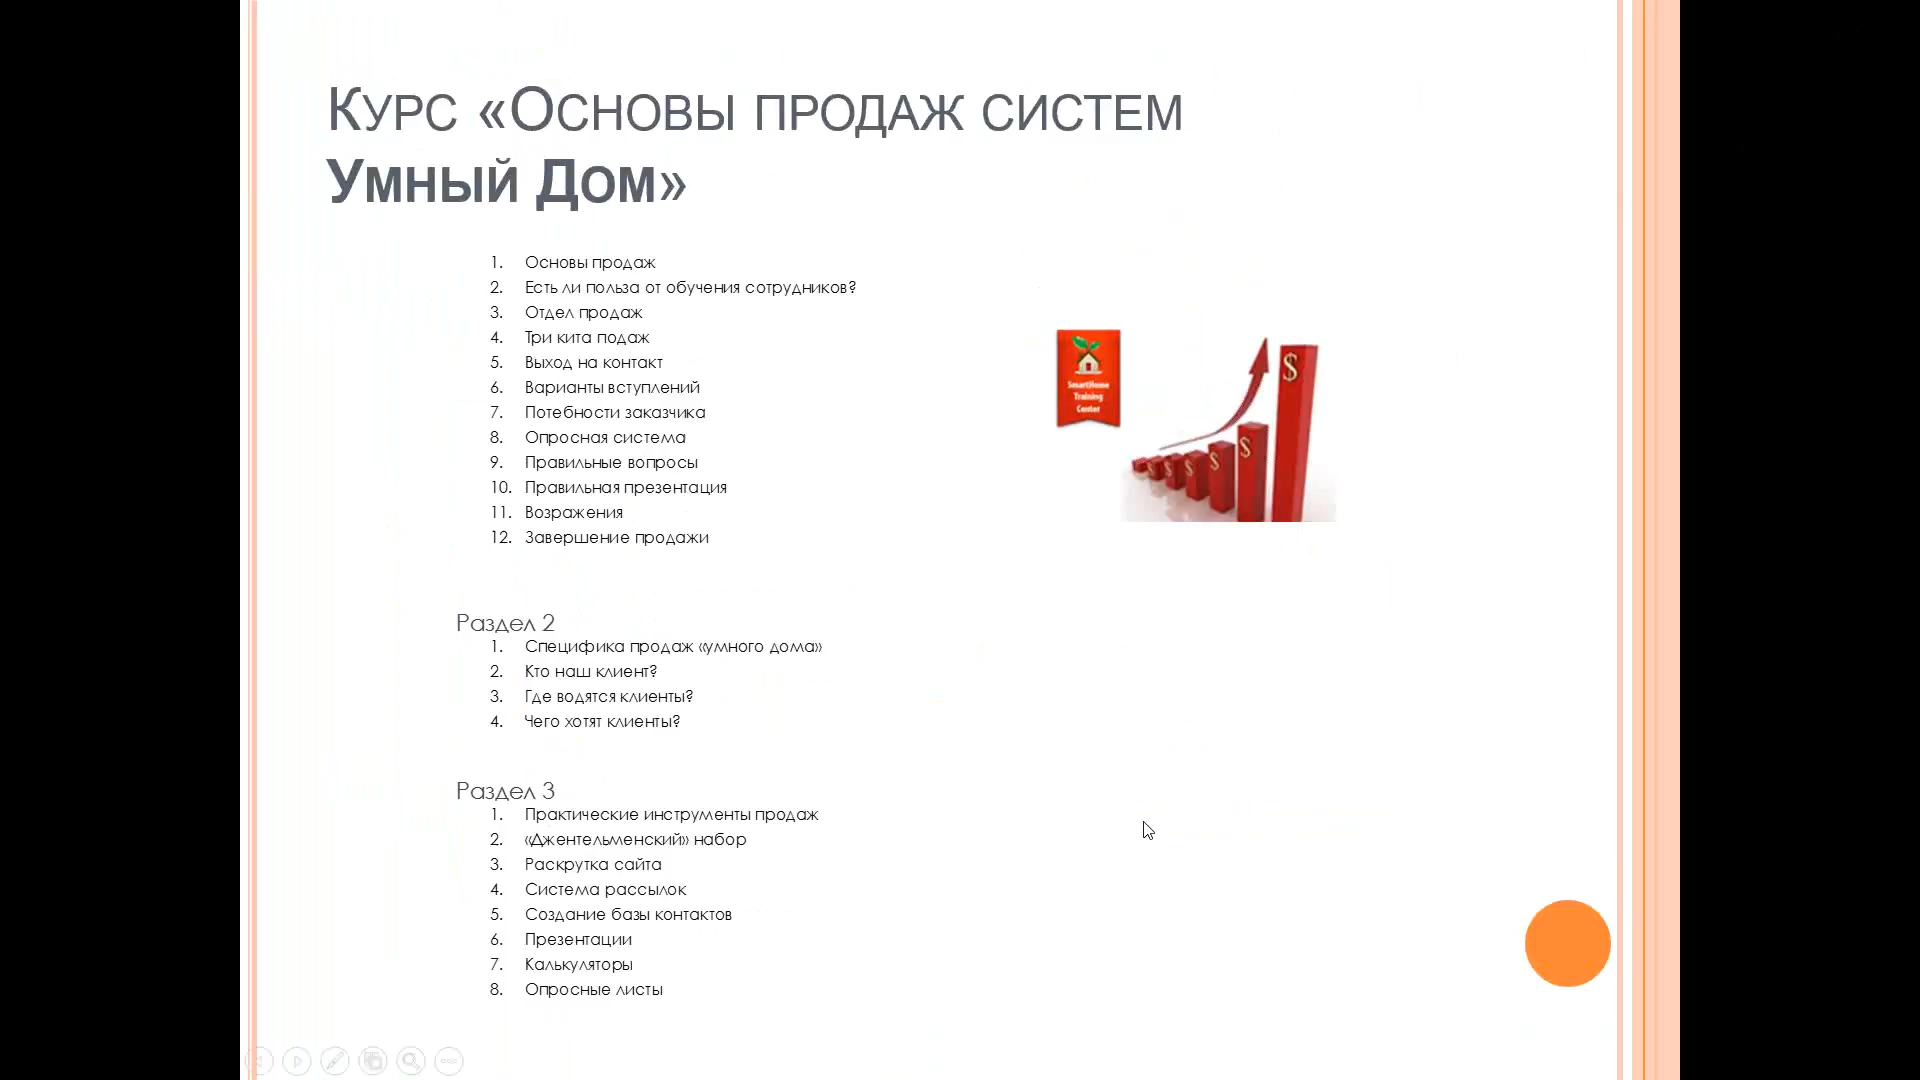 Курс «Основы продаж систем
Умный Дом»
1. Основы продаж
2. Есть ли польза от обучения сотрудников?
3. Отдел продаж
4. Три кита подаж
5. Выход на контакт
6. Варианты вступлений
7. Потебности заказчика
8. Опросная система
9. Правильные вопросы
10. Правильная презентация
11. Возражения
12. Завершение продажи
SmartHome
Training
Center
$ $ $ $ $ $
Раздел 2
1. Специфика продаж «умного дома»
2. Кто наш клиент?
3. Где водятся клиенты?
4. Чего хотят клиенты?
Раздел 3
1. Практические инструменты продаж
2. «Джентельменский» набор
3. Раскрутка сайта
4. Система рассылок
5. Создание базы контактов
6. Презентации
7. Калькуляторы
8. Опросные листы